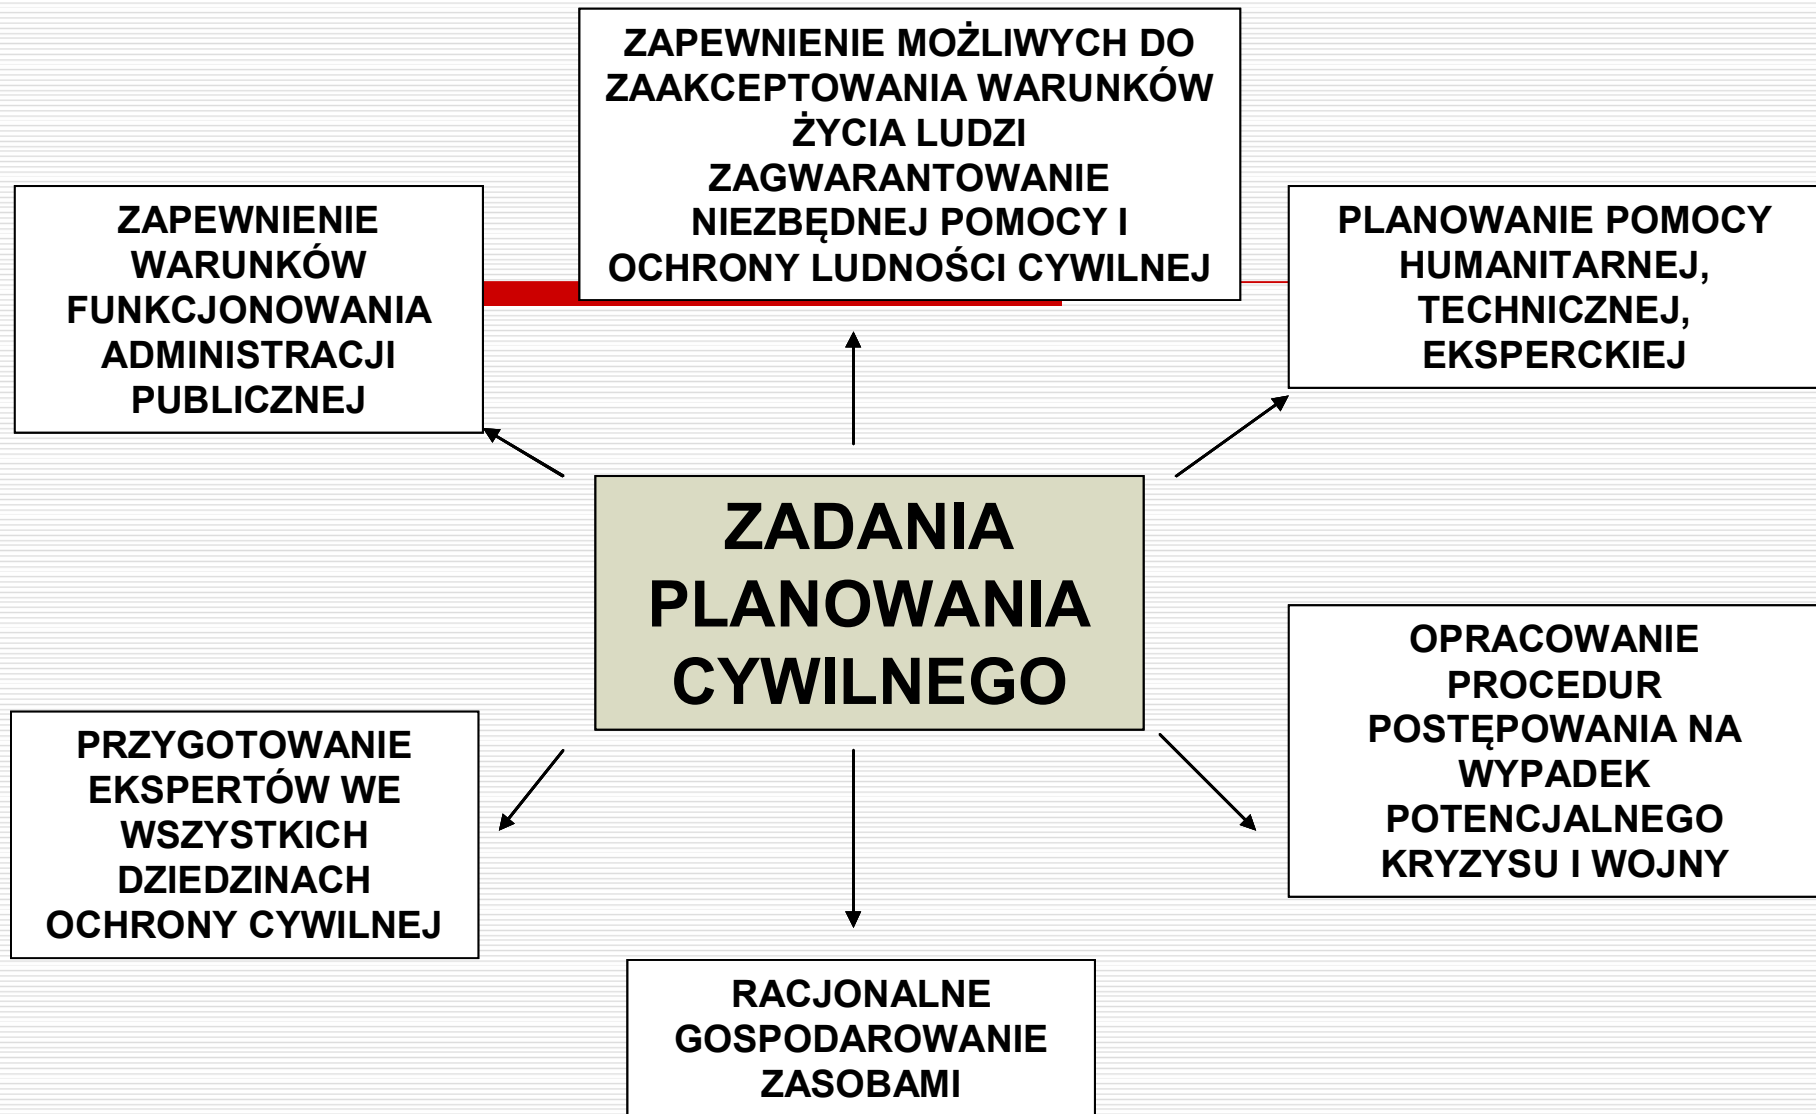 ZAPEWNIENIE MOŻLIWYCH DO
ZAAKCEPTOWANIA WARUNKÓW
ŻYCIA LUDZI
ZAGWARANTOWANIE
NIEZBĘDNEJ POMOCY I
OCHRONY LUDNOŚCI CYWILNEJ
ZAPEWNIENIE
WARUNKÓW
FUNKCJONOWANIA
ADMINISTRACJI
PUBLICZNEJ
PLANOWANIE POMOCY
HUMANITARNEJ,
TECHNICZNEJ,
EKSPERCKIEJ
ZADANIA
PLANOWANIA
CYWILNEGO
PRZYGOTOWANIE
EKSPERTÓW WE
WSZYSTKICH
DZIEDZINACH
OCHRONY CYWILNEJ
OPRACOWANIE
PROCEDUR
POSTĘPOWANIA NA
WYPADEK
POTENCJALNEGO
KRYZYSU I WOJNY
RACJONALNE
GOSPODAROWANIE
ZASOBAMI